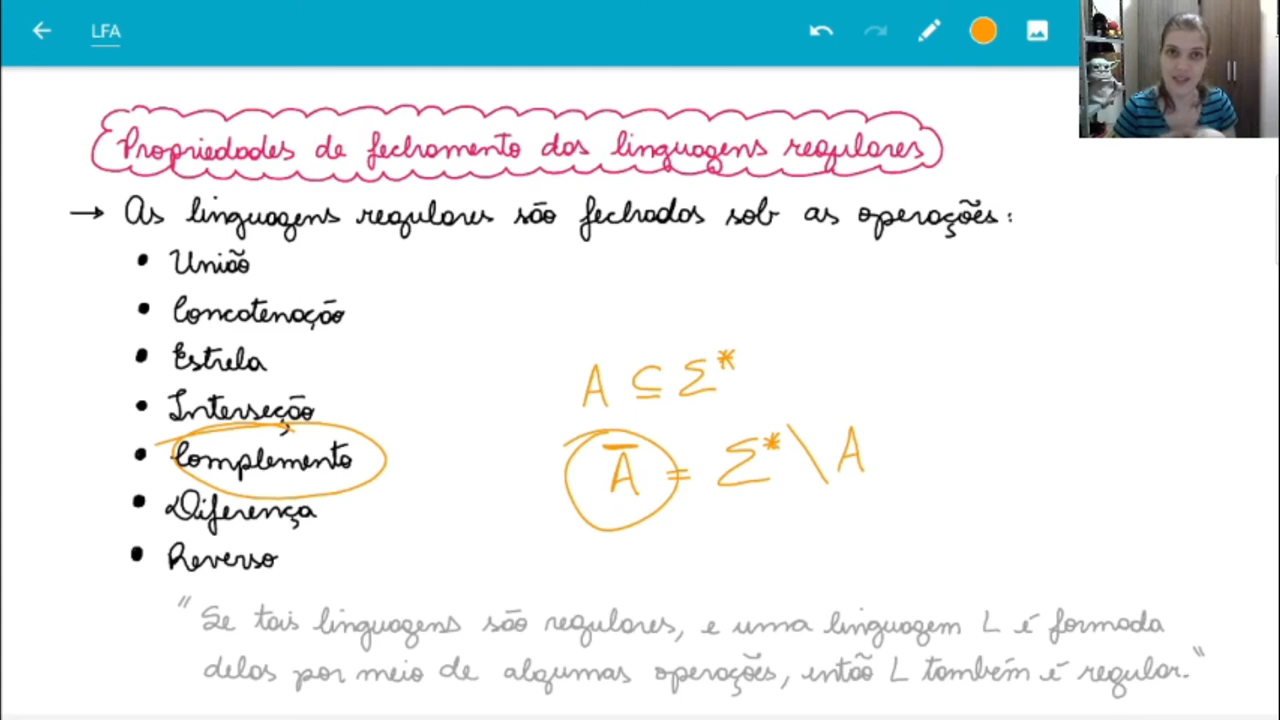 LFA
Propriedades de fechamento das linguagens regulares
→ As linguagens regulares são fechadas sob as operações:
• União
• Concatenação
• Estrela
• Interseção
• Complemento
• Diferença
• Reverso
A ⊆ Σ*
Ā = Σ* \ A
"Se tais linguagens são regulares, e uma linguagem L é formada
delas por meio de algumas operações, então L também é regular."